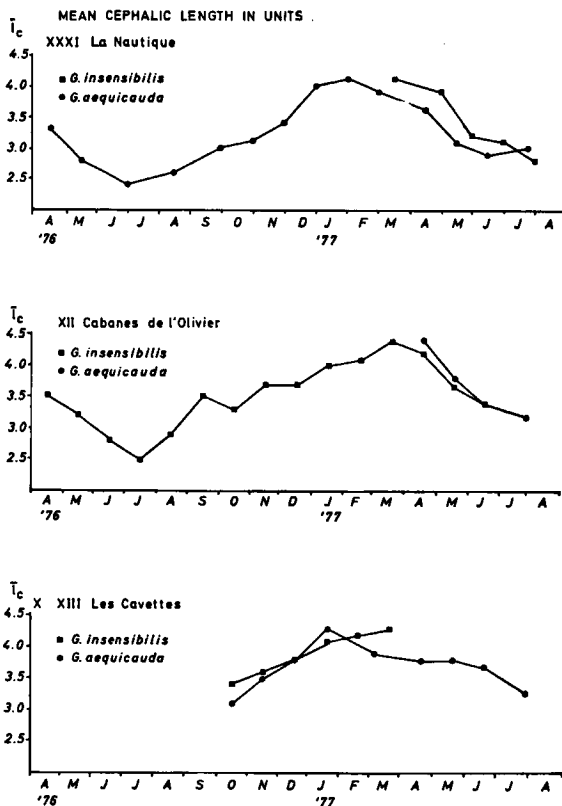 MEAN CEPHALIC LENGTH IN UNITS
l̄c XXXI La Nautique
4.5
G. insensibilis
4.0
G. aequicauda
3.5
3.0
2.5
A M J J A S O N D J F M A M J J A
'76 '77
l̄c XII Cabanes de l'Olivier
4.5
G. insensibilis
4.0
G. aequicauda
3.5
3.0
2.5
A M J J A S O N D J F M A M J J A
'76 '77
l̄c
4.5 X XIII Les Cavettes
G. insensibilis
4.0
G. aequicauda
3.5
3.0
2.5
A M J J A S O N D J F M A M J J A
'76 '77